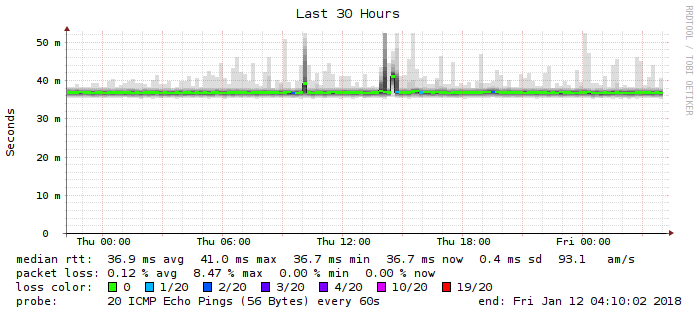 Last 30 Hours
RRDTOOL / TOBI OETIKER
Seconds
50 m
40 m
30 m
20 m
10 m
0
Thu 00:00 Thu 06:00 Thu 12:00 Thu 18:00 Fri 00:00
median rtt: 36.9 ms avg 41.0 ms max 36.7 ms min 36.7 ms now 0.4 ms sd 93.1 am/s
packet loss: 0.12 % avg 8.47 % max 0.00 % min 0.00 % now
loss color: 0 1/20 2/20 3/20 4/20 10/20 19/20
probe: 20 ICMP Echo Pings (56 Bytes) every 60s end: Fri Jan 12 04:10:02 2018